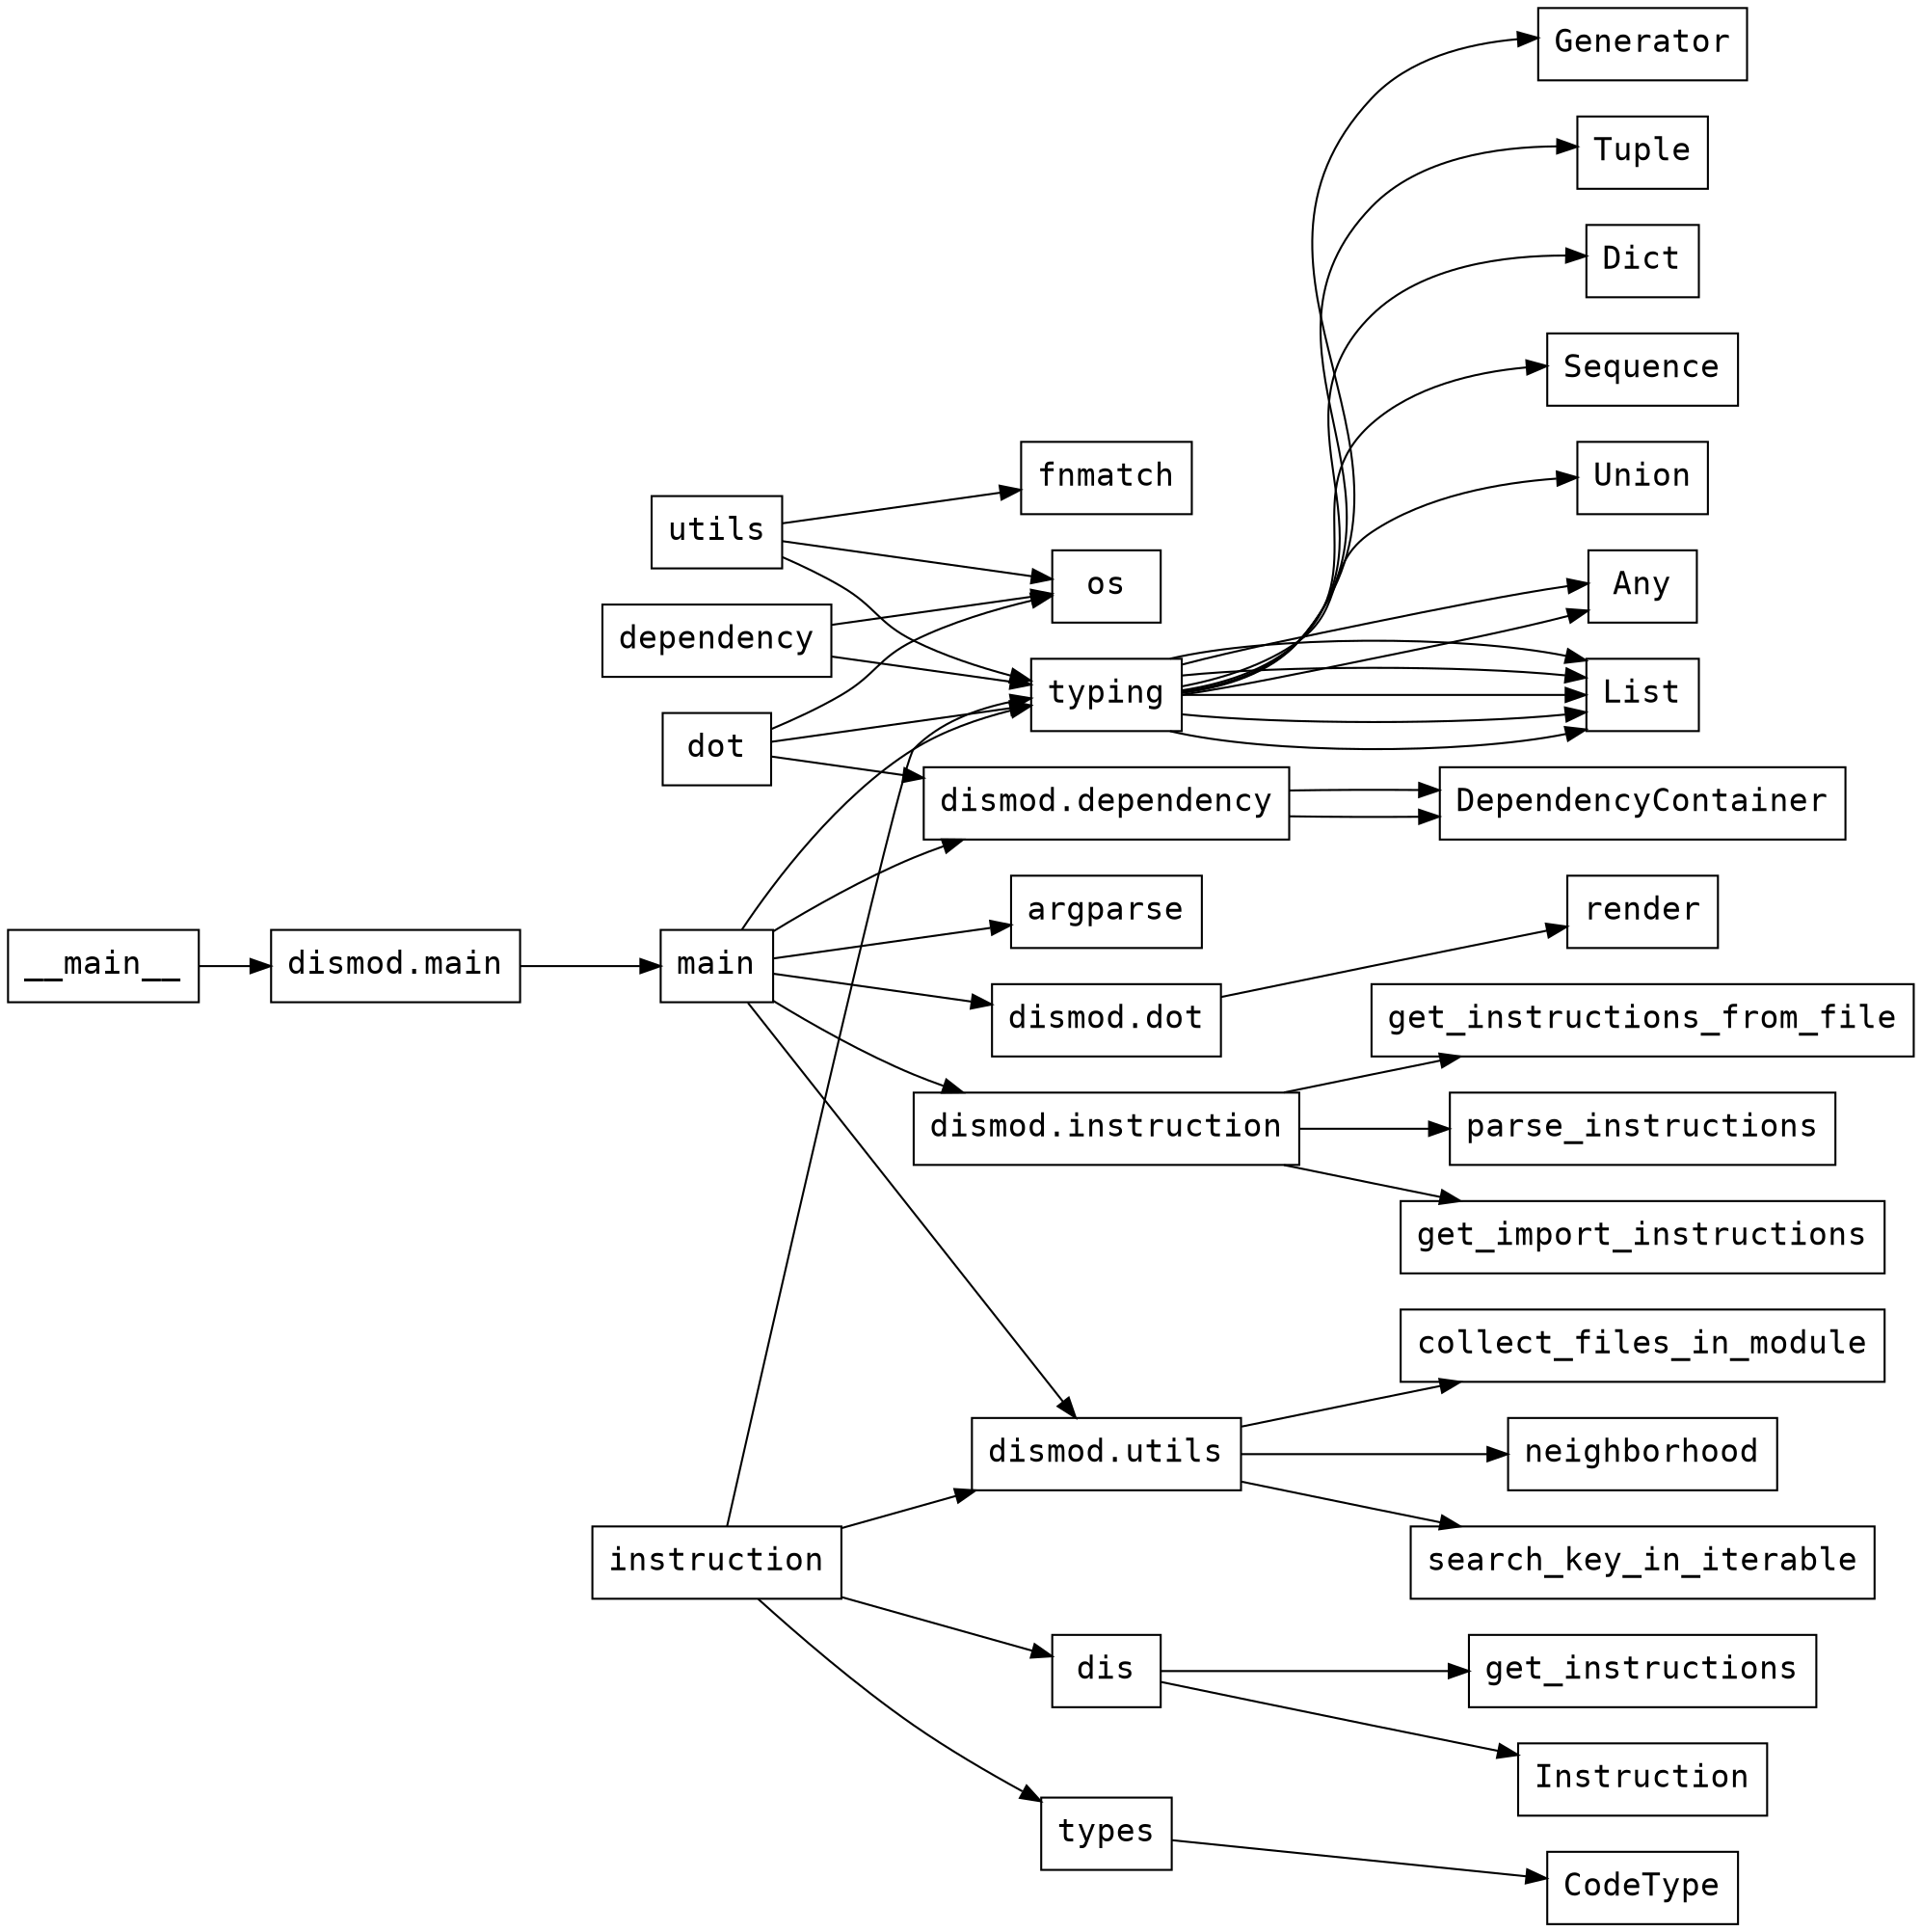 Generator
Tuple
Dict
Sequence
Union
fnmatch
utils
os
Any
dependency
typing
List
dot
dismod.dependency
DependencyContainer
argparse
render
__main__
dismod.main
main
dismod.dot
get_instructions_from_file
dismod.instruction
parse_instructions
get_import_instructions
collect_files_in_module
dismod.utils
neighborhood
instruction
search_key_in_iterable
dis
get_instructions
Instruction
types
CodeType